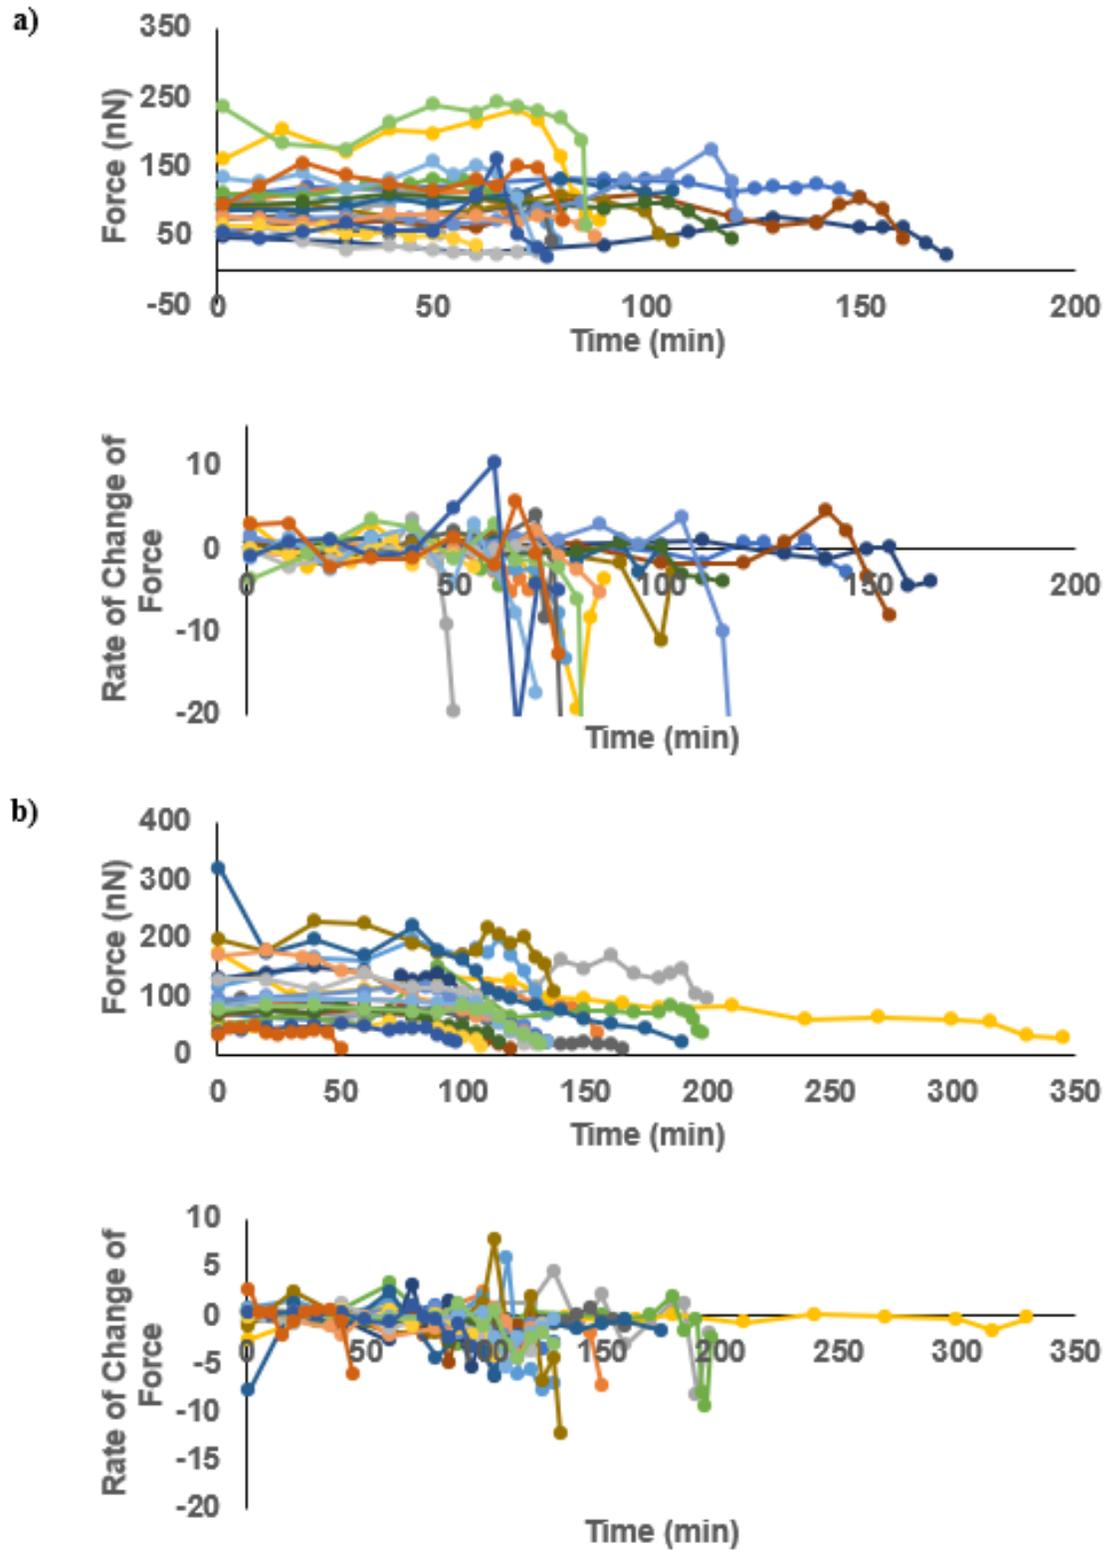 a)
350
250
150
50
-50
Force (nN)
0 50 100 150 200
Time (min)
Rate of Change of
Force
10
0
-10
-20
0 50 100 150 200
Time (min)
b)
400
300
200
100
0
Force (nN)
0 50 100 150 200 250 300 350
Time (min)
Rate of Change of
Force
10
5
0
-5
-10
-15
-20
0 50 100 150 200 250 300 350
Time (min)